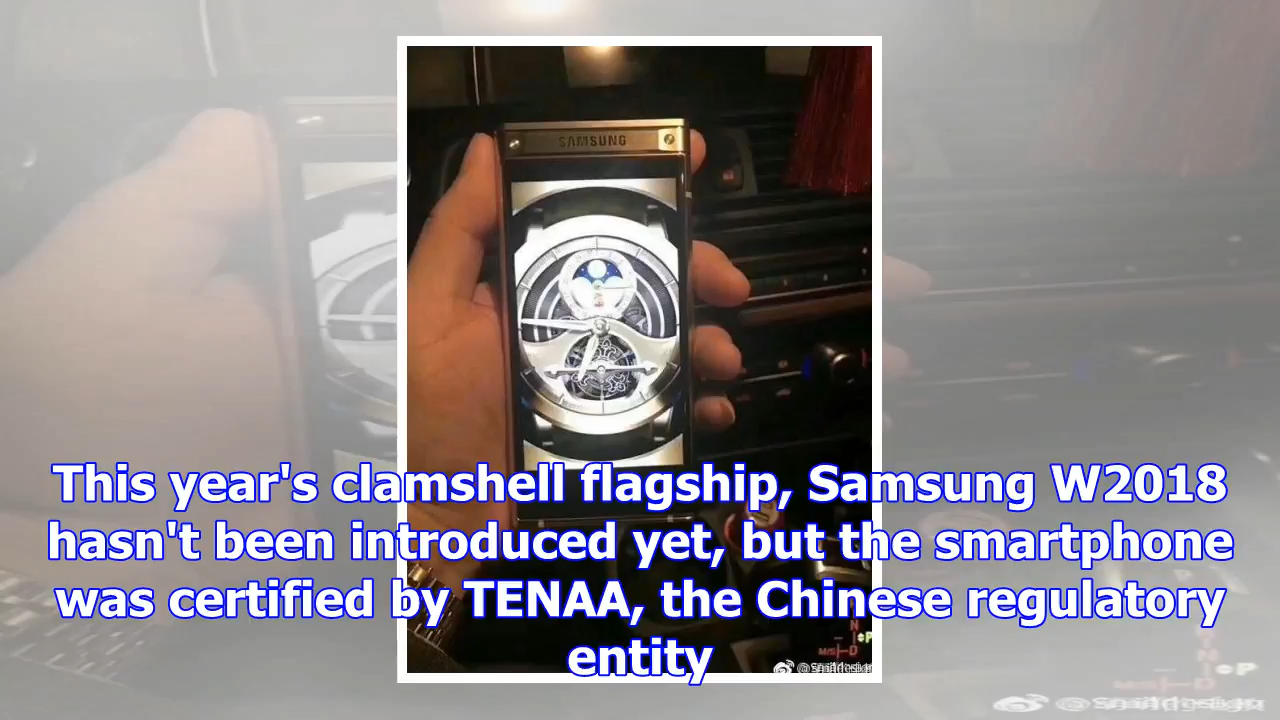 SAMSUNG
This year's clamshell flagship, Samsung W2018
hasn't been introduced yet, but the smartphone
was certified by TENAA, the Chinese regulatory
entity
N
P
M/S
D